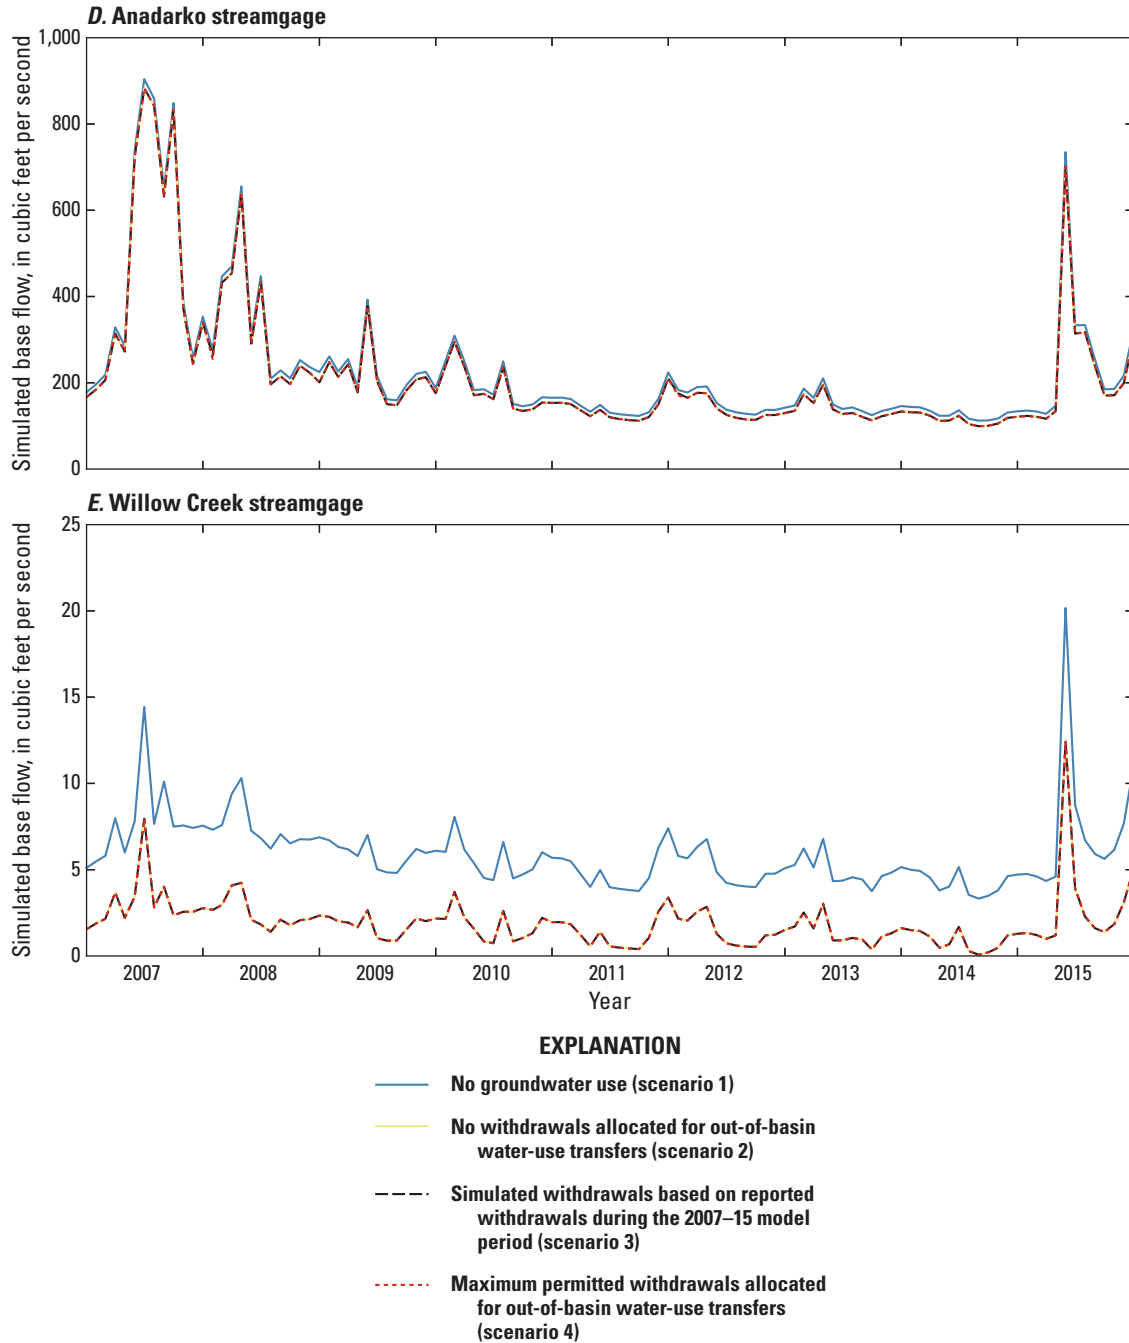 D. Anadarko streamgage
Simulated base flow, in cubic feet per second
1,000
800
600
400
200
0
E. Willow Creek streamgage
Simulated base flow, in cubic feet per second
25
20
15
10
5
0
2007 2008 2009 2010 2011 2012 2013 2014 2015
Year
EXPLANATION
No groundwater use (scenario 1)
No withdrawals allocated for out-of-basin
water-use transfers (scenario 2)
Simulated withdrawals based on reported
withdrawals during the 2007–15 model
period (scenario 3)
Maximum permitted withdrawals allocated
for out-of-basin water-use transfers
(scenario 4)